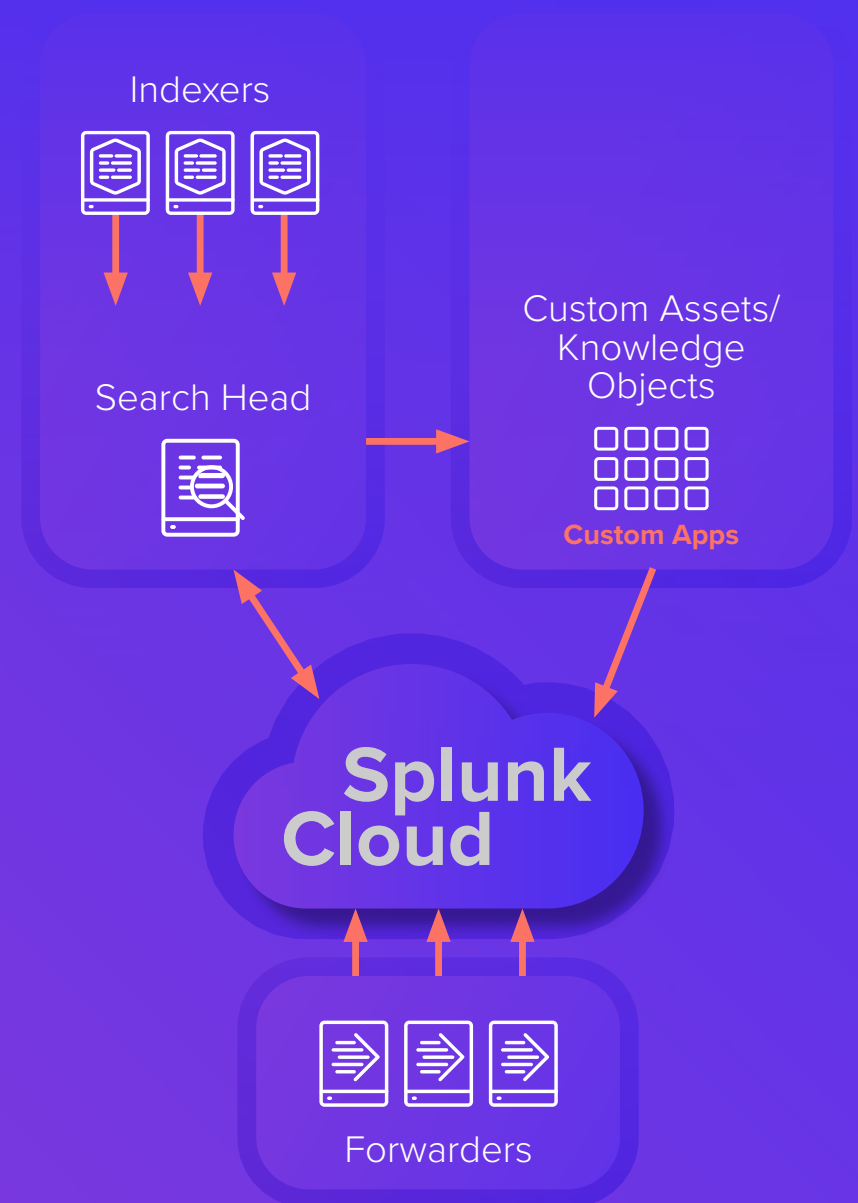 Indexers
Search Head
Custom Assets/
Knowledge
Objects
Custom Apps
Splunk
Cloud
Forwarders